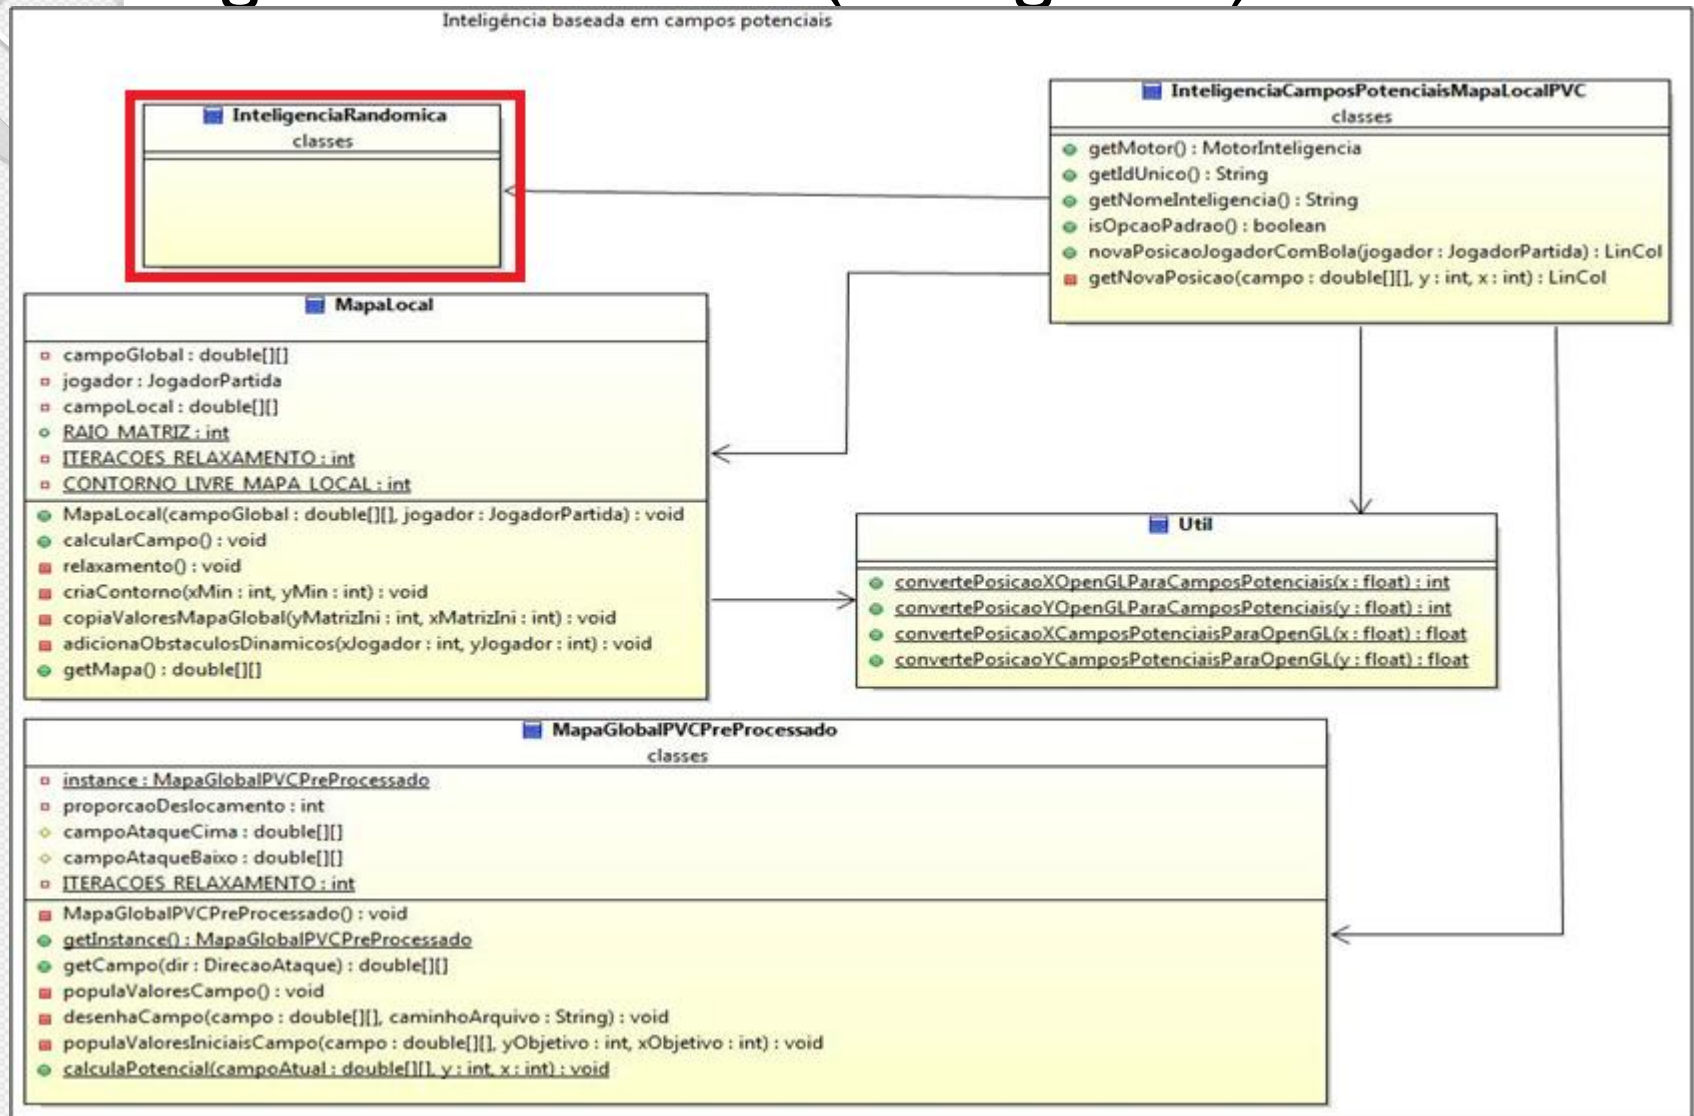 Inteligência baseada em campos potenciais
InteligenciaRandomica
classes
InteligenciaCamposPotenciaisMapaLocalPVC
classes
getMotor() : MotorInteligencia
getIdUnico() : String
getNomeInteligencia() : String
isOpcaoPadrao() : boolean
novaPosicaoJogadorComBola(jogador : JogadorPartida) : LinCol
getNovaPosicao(campo : double[][], y : int, x : int) : LinCol
MapaLocal
campoGlobal : double[][]
jogador : JogadorPartida
campoLocal : double[][]
RAIO_MATRIZ : int
ITERACOES_RELAXAMENTO : int
CONTORNO_LIVRE_MAPA_LOCAL : int
MapaLocal(campoGlobal : double[][], jogador : JogadorPartida) : void
calcularCampo() : void
relaxamento() : void
criaContorno(xMin : int, yMin : int) : void
copiaValoresMapaGlobal(yMatrizIni : int, xMatrizIni : int) : void
adicionaObstaculosDinamicos(xJogador : int, yJogador : int) : void
getMapa() : double[][]
Util
convertePosicaoXOpenGLParaCamposPotenciais(x : float) : int
convertePosicaoYOpenGLParaCamposPotenciais(y : float) : int
convertePosicaoXCamposPotenciaisParaOpenGL(x : float) : float
convertePosicaoYCamposPotenciaisParaOpenGL(y : float) : float
MapaGlobalPVCPreProcessado
classes
instance : MapaGlobalPVCPreProcessado
proporcaoDeslocamento : int
campoAtaqueCima : double[][]
campoAtaqueBaixo : double[][]
ITERACOES_RELAXAMENTO : int
MapaGlobalPVCPreProcessado() : void
getInstance() : MapaGlobalPVCPreProcessado
getCampo(dir : DirecaoAtaque) : double[][]
populaValoresCampo() : void
desenhaCampo(campo : double[][], caminhoArquivo : String) : void
populaValoresIniciaisCampo(campo : double[][], yObjetivo : int, xObjetivo : int) : void
calculaPotencial(campoAtual : double[][], y : int, x : int) : void